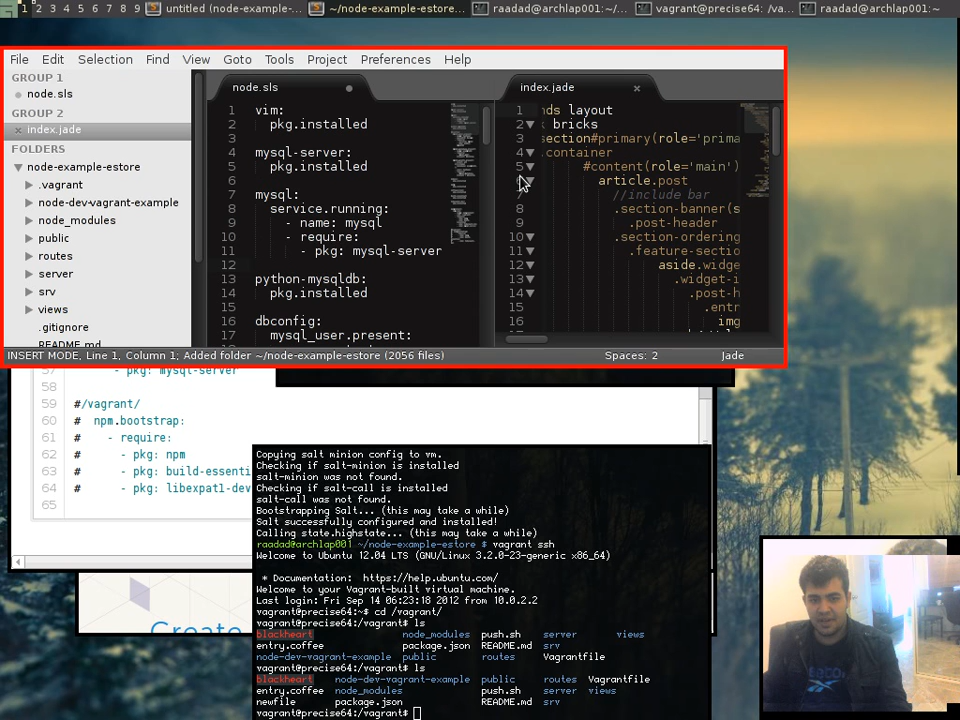 1 2 3 4 5 6 7 8 9 untitled (node-example-... ~/node-example-estore... raadad@archlap001:~/... vagrant@precise64: /va... raadad@archlap001:~
File Edit Selection Find View Goto Tools Project Preferences Help
GROUP 1
node.sls
GROUP 2
index.jade
FOLDERS
node-example-estore
.vagrant
node-dev-vagrant-example
node_modules
public
routes
server
srv
views
.gitignore
README.md
node.sls
1 vim:
2 pkg.installed
3
4 mysql-server:
5 pkg.installed
6
7 mysql:
8 service.running:
9 - name: mysql
10 - require:
11 - pkg: mysql-server
12
13 python-mysqldb:
14 pkg.installed
15
16 dbconfig:
17 mysql_user.present:
index.jade
1 nds layout
2 bricks
3 section#primary(role='prima
4 .container
5 #content(role='main')
6 article.post
7 //include bar
8 .section-banner(s
9 .post-header
10 .section-ordering
11 .feature-sectio
12 aside.widge
13 .widget-i
14 .post-h
15 .entr
16 img
INSERT MODE, Line 1, Column 1; Added folder ~/node-example-estore (2056 files) Spaces: 2 Jade
57 - pkg: mysql-server
58
59 #/vagrant/
60 # npm.bootstrap:
61 # - require:
62 # - pkg: npm
63 # - pkg: build-essenti
64 # - pkg: libexpat1-dev
65
Create
Copying salt minion config to vm.
Checking if salt-minion is installed
salt-minion was not found.
Checking if salt-call is installed
salt-call was not found.
Bootstrapping Salt... (this may take a while)
Salt successfully configured and installed!
Calling state.highstate... (this may take a while)
raadad@archlap001 ~/node-example-estore $ vagrant ssh
Welcome to Ubuntu 12.04 LTS (GNU/Linux 3.2.0-23-generic x86_64)
* Documentation: https://help.ubuntu.com/
Welcome to your Vagrant-built virtual machine.
Last login: Fri Sep 14 06:23:18 2012 from 10.0.2.2
vagrant@precise64:~$ cd /vagrant/
vagrant@precise64:/vagrant$ ls
blackheart node_modules push.sh server views
entry.coffee package.json README.md srv
node-dev-vagrant-example public routes Vagrantfile
vagrant@precise64:/vagrant$ ls
blackheart node-dev-vagrant-example public routes Vagrantfile
entry.coffee node_modules push.sh server views
newfile package.json README.md srv
vagrant@precise64:/vagrant$
Reebok